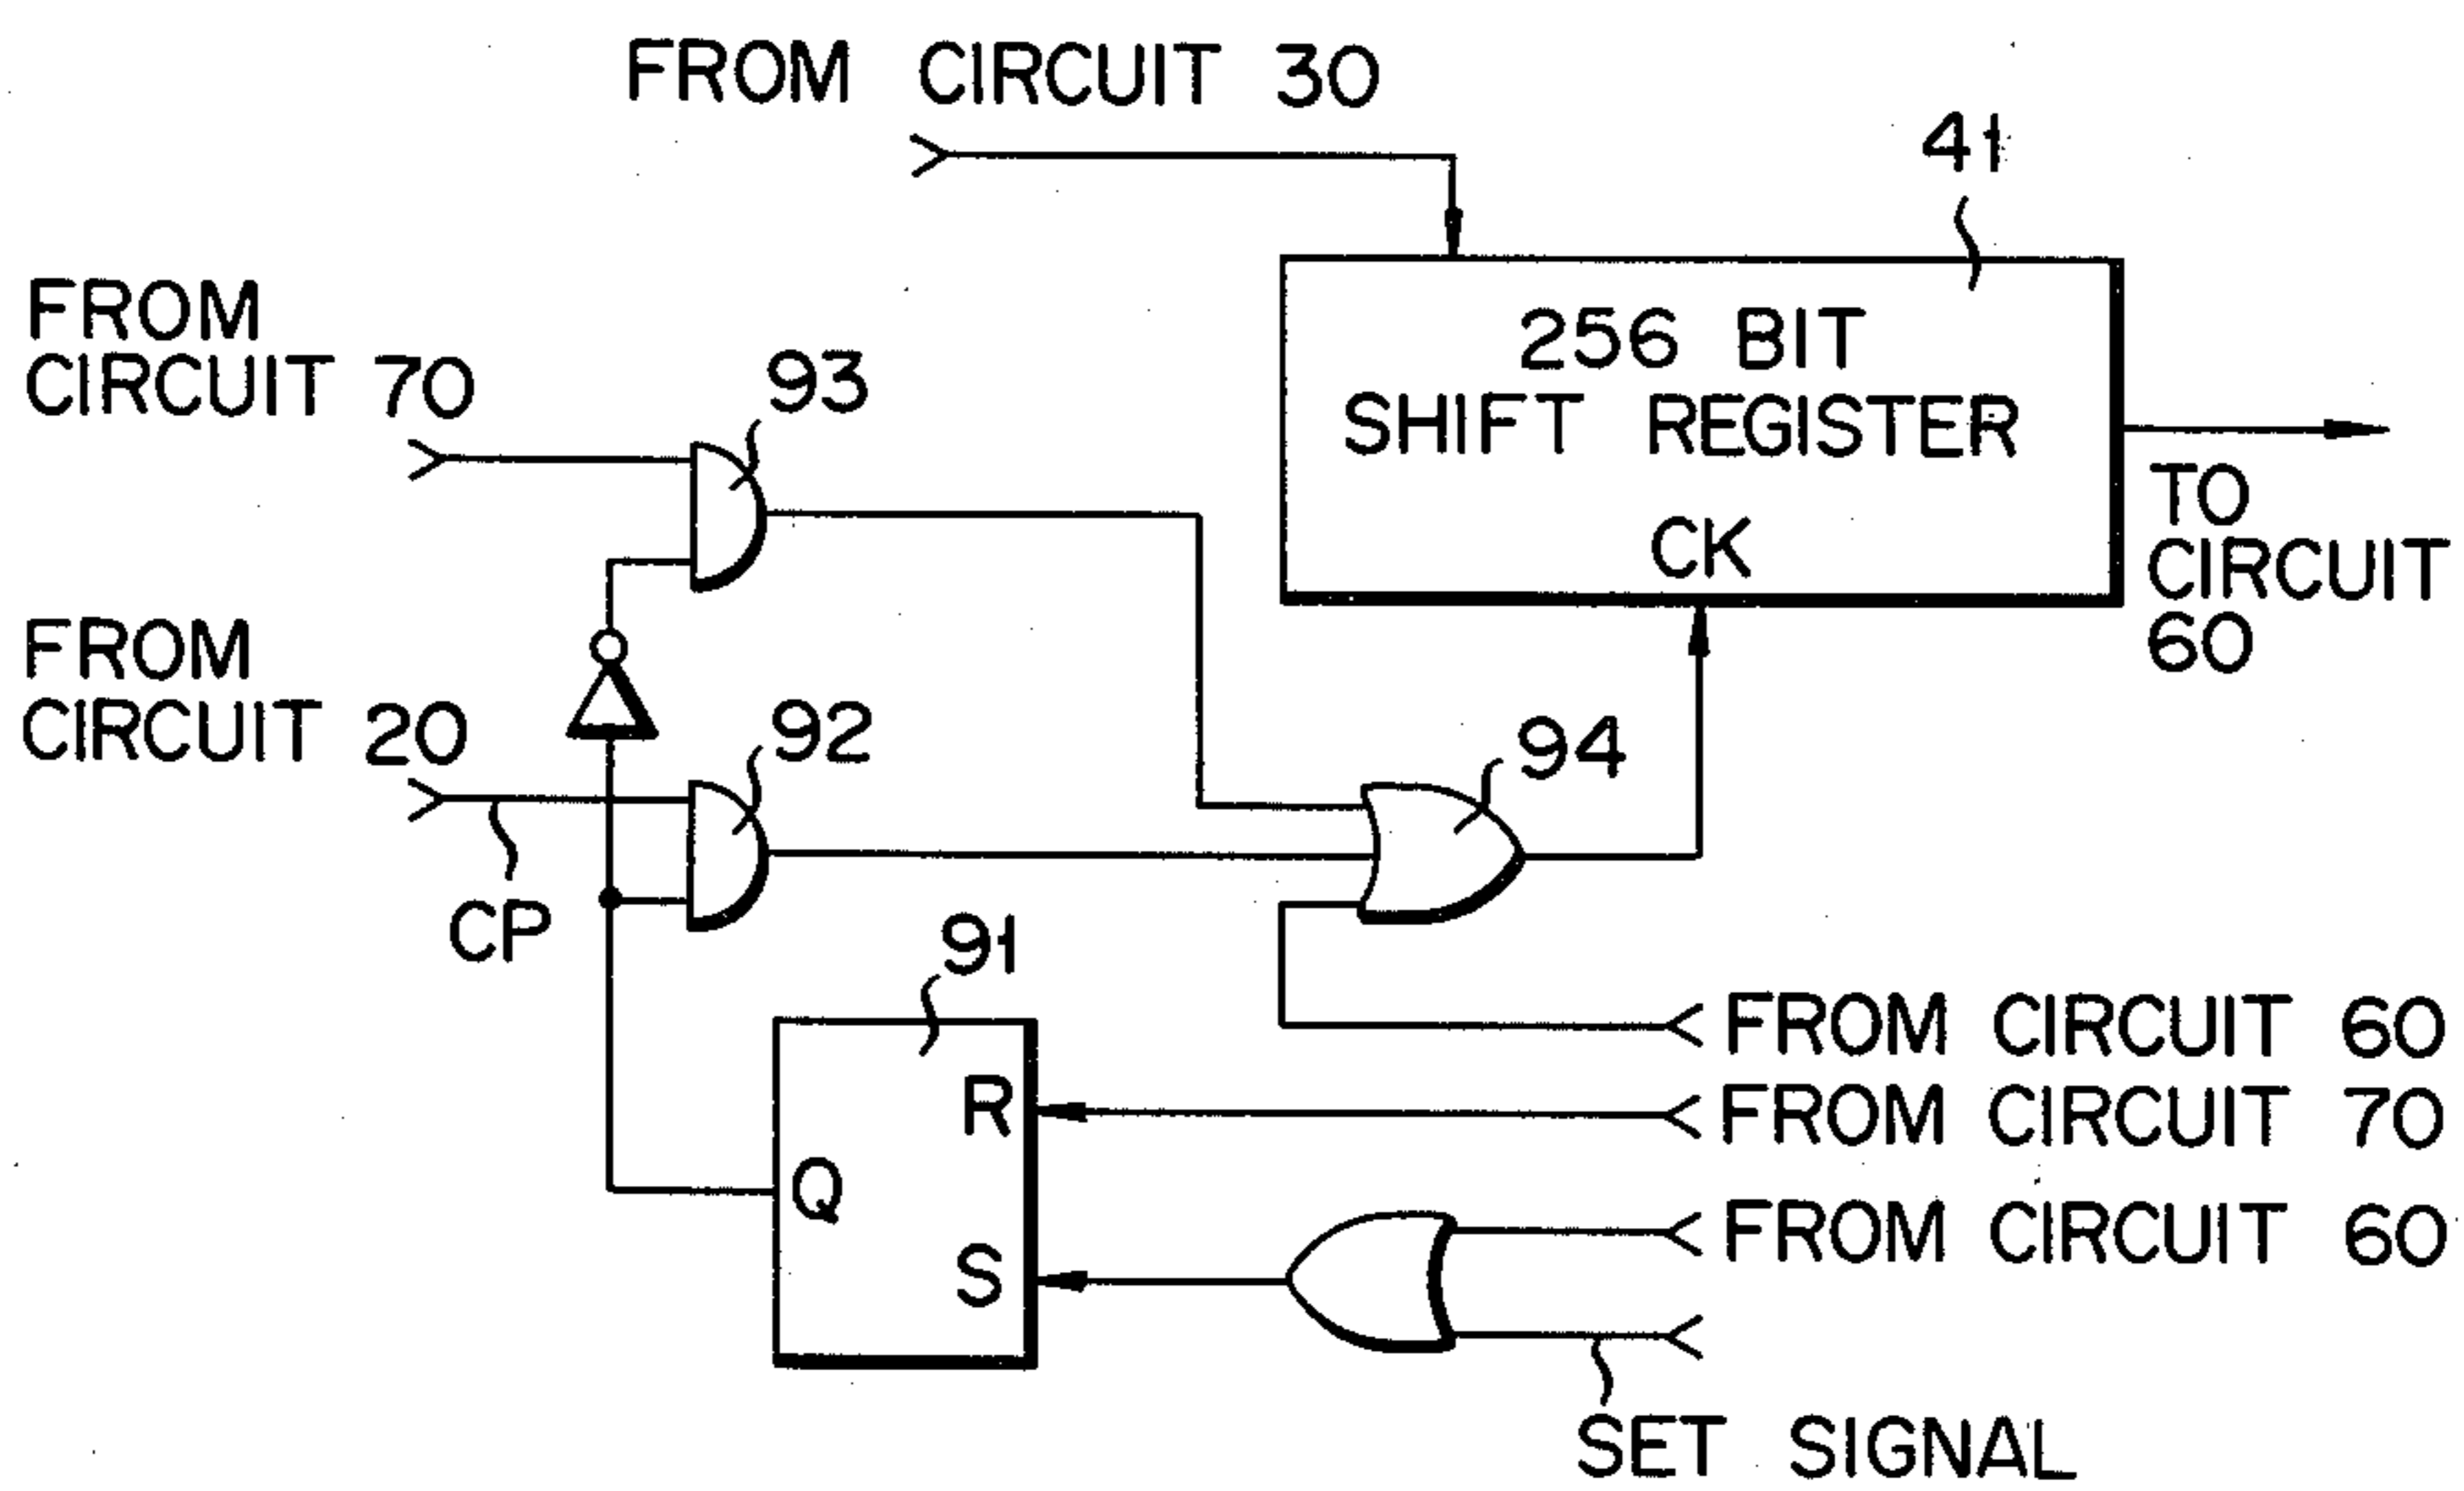 FROM CIRCUIT 30
41
FROM
CIRCUIT 70
93
256 BIT
SHIFT REGISTER
CK
TO
CIRCUIT
60
FROM
CIRCUIT 20
92
94
CP
91
FROM CIRCUIT 60
R
FROM CIRCUIT 70
Q
FROM CIRCUIT 60
S
SET SIGNAL